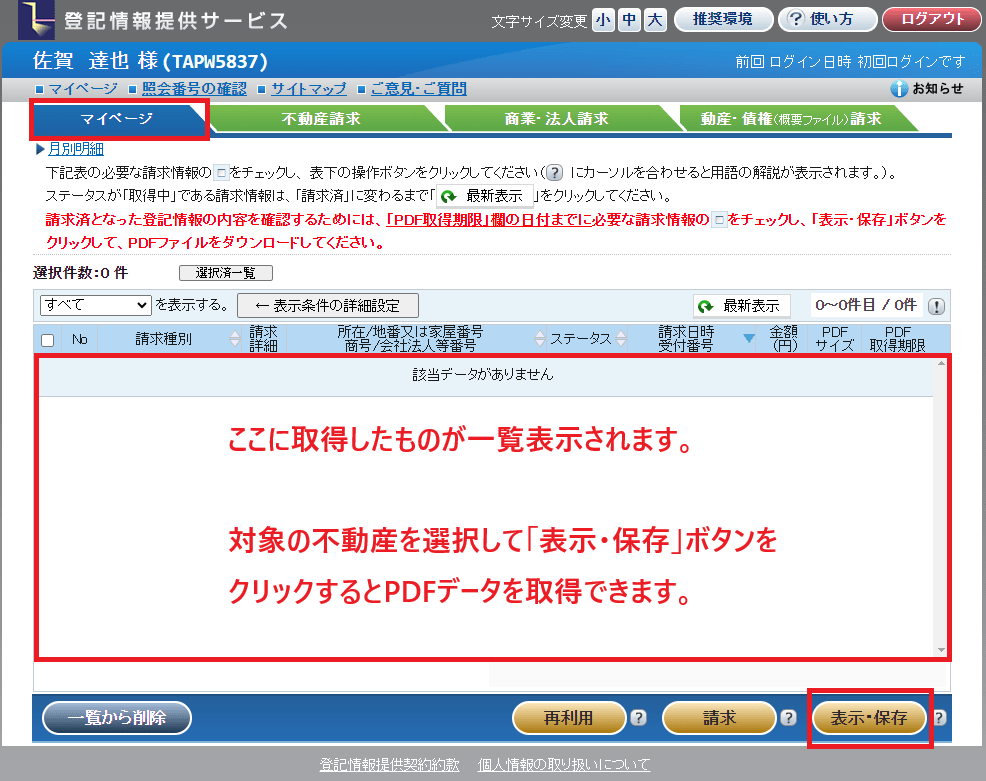 登記情報提供サービス
文字サイズ変更 小 中 大 推奨環境 ? 使い方 ログアウト
佐賀 達也 様 (TAPW5837)
前回 ログイン日時 初回ログインです
マイページ 照会番号の確認 サイトマップ ご意見・ご質問
i お知らせ
マイページ 不動産請求 商業・法人請求 動産・債権(概要ファイル)請求
月別明細
下記表の必要な請求情報の□をチェックし、表下の操作ボタンをクリックしてください(? にカーソルを合わせると用語の解説が表示されます。)。
ステータスが「取得中」である請求情報は、「請求済」に変わるまで「 最新表示 」をクリックしてください。
請求済となった登記情報の内容を確認するためには、「PDF取得期限」欄の日付までに必要な請求情報の□をチェックし、「表示・保存」ボタンを
クリックして、PDFファイルをダウンロードしてください。
選択件数:0 件 選択済一覧
すべて を表示する。 ←表示条件の詳細設定 最新表示 0~0件目 / 0件 !
No 請求種別 請求詳細 所在/地番又は家屋番号 商号/会社法人等番号 ステータス 請求日時 受付番号 金額(円) PDFサイズ PDF取得期限
該当データがありません
ここに取得したものが一覧表示されます。
対象の不動産を選択して「表示・保存」ボタンを
クリックするとPDFデータを取得できます。
一覧から削除 再利用 ? 請求 ? 表示・保存 ?
登記情報提供契約約款 個人情報の取り扱いについて